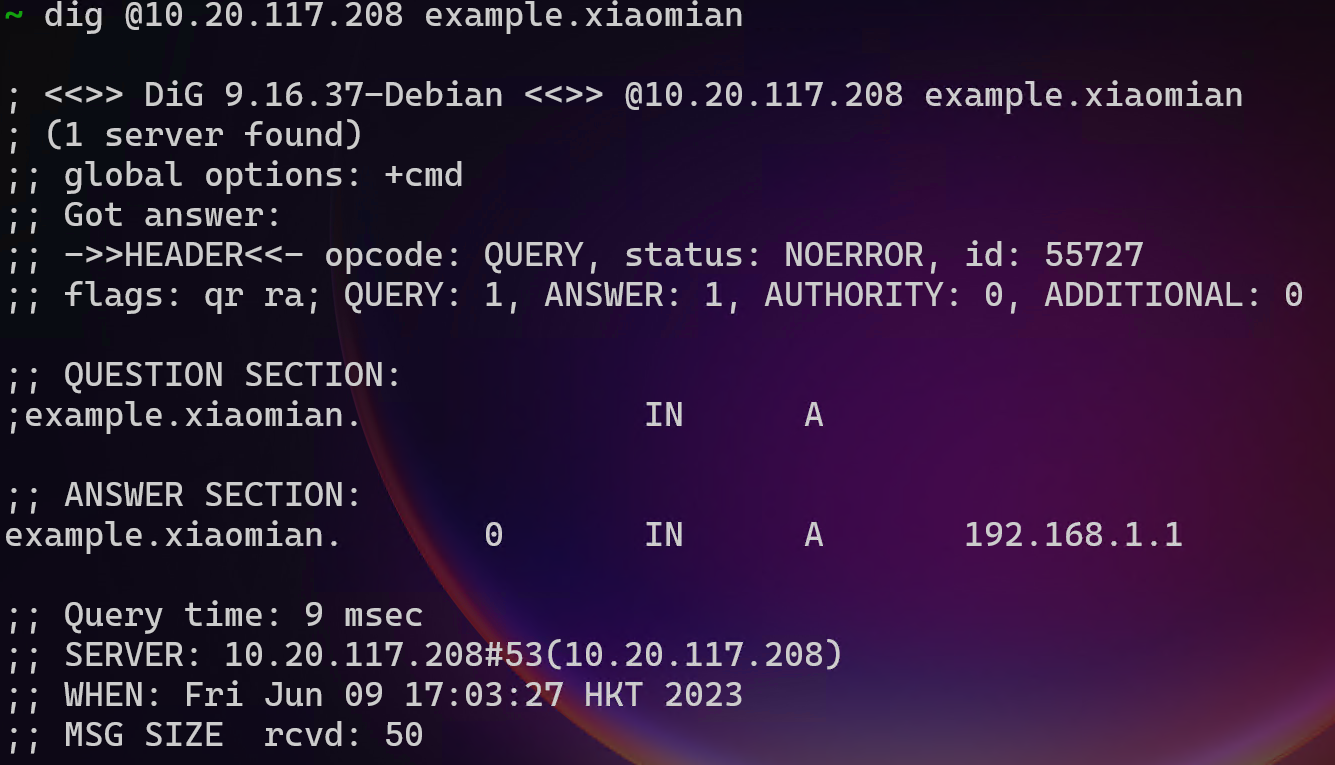 ~ dig @10.20.117.208 example.xiaomian
; <<>> DiG 9.16.37-Debian <<>> @10.20.117.208 example.xiaomian
; (1 server found)
;; global options: +cmd
;; Got answer:
;; ->>HEADER<<- opcode: QUERY, status: NOERROR, id: 55727
;; flags: qr ra; QUERY: 1, ANSWER: 1, AUTHORITY: 0, ADDITIONAL: 0
;; QUESTION SECTION:
;example.xiaomian. IN A
;; ANSWER SECTION:
example.xiaomian. 0 IN A 192.168.1.1
;; Query time: 9 msec
;; SERVER: 10.20.117.208#53(10.20.117.208)
;; WHEN: Fri Jun 09 17:03:27 HKT 2023
;; MSG SIZE  rcvd: 50